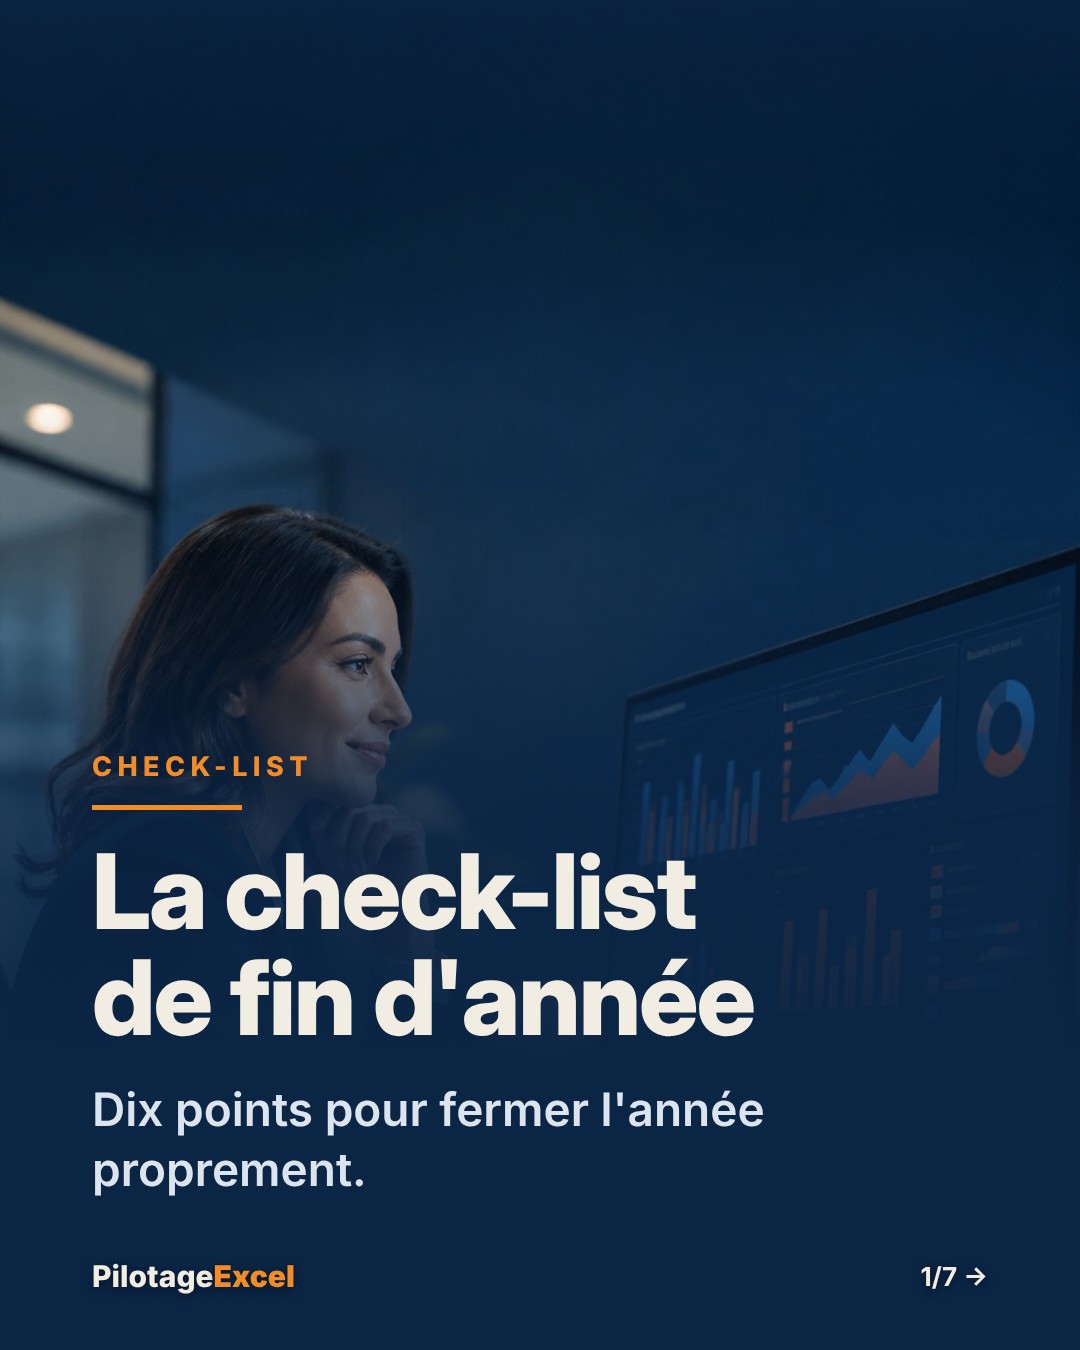 CHECK-LIST
La check-list
de fin d'année
Dix points pour fermer l'année
proprement.
PilotageExcel
1/7 →